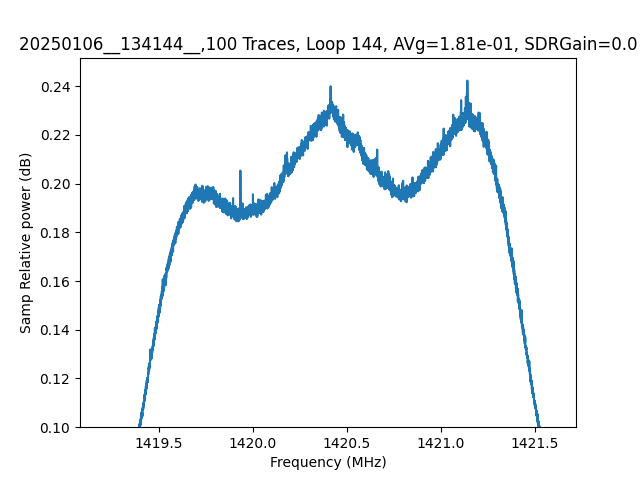 20250106__134144__,100 Traces, Loop 144, AVg=1.81e-01, SDRGain=0.0
0.24
0.22
0.20
0.18
0.16
0.14
0.12
0.10
Samp Relative power (dB)
1419.5 1420.0 1420.5 1421.0 1421.5
Frequency (MHz)